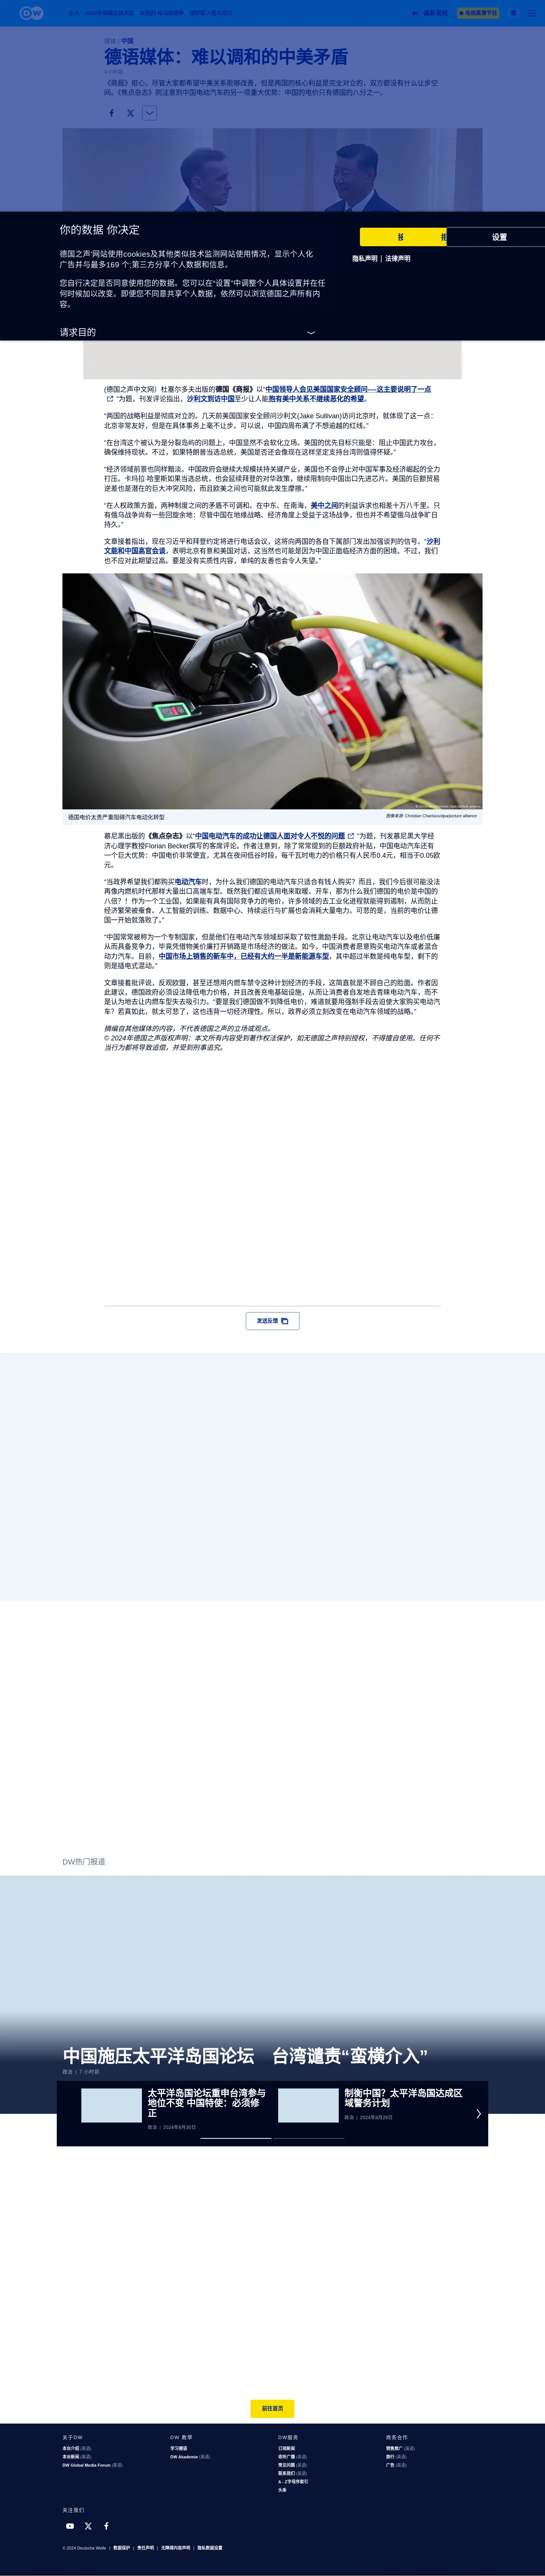 DW
最新视频
媒体 | 中国
德语媒体：难以调和的中美矛盾
4 小时前
《商报》担心，尽管大家都希望中美关系能够改善，但是两国的核心利益是完全对立的，双方都没有什么让步空
间。《焦点杂志》则注意到中国电动汽车的另一项重大优势：中国的电价只有德国的八分之一。
你的数据 你决定
设置
德国之声'网站使用cookies及其他类似技术监测网站使用情况，显示个人化
广告并与最多169 个;第三方分享个人数据和信息。
隐私声明 | 法律声明
您自行决定是否同意使用您的数据。您可以在“设置”中调整个人具体设置并在任
何时候加以改变。即便您不同意共享个人数据，依然可以浏览德国之声所有内
容。
请求目的
(德国之声中文网）杜塞尔多夫出版的德国《商报》以“中国领导人会见美国国家安全顾问----这主要说明了一点
”为题，刊发评论指出，沙利文到访中国至少让人能抱有美中关系不继续恶化的希望。
“两国的战略利益是彻底对立的。几天前美国国家安全顾问沙利文(Jake Sullivan)访问北京时，就体现了这一点：
北京非常友好，但是在具体事务上毫不让步。可以说，中国四周布满了不想逾越的红线。”
“在台湾这个被认为是分裂岛屿的问题上，中国显然不会软化立场。美国的优先目标只能是：阻止中国武力攻台，
确保维持现状。不过，如果特朗普当选总统，美国是否还会像现在这样坚定支持台湾则值得怀疑。”
“经济领域前景也同样黯淡。中国政府会继续大规模扶持关键产业，美国也不会停止对中国军事及经济崛起的全力
打压。卡玛拉·哈里斯如果当选总统，也会延续拜登的对华政策，继续限制向中国出口先进芯片。美国的巨额贸易
逆差也是潜在的巨大冲突风险，而且欧美之间也可能就此发生摩擦。”
“在人权政策方面，两种制度之间的矛盾不可调和。在中东、在南海，美中之间的利益诉求也相差十万八千里。只
有俄乌战争尚有一些回旋余地：尽管中国在地缘战略、经济角度上受益于这场战争，但也并不希望俄乌战争旷日
持久。”
文章接着指出，现在习近平和拜登约定将进行电话会议，这将向两国的各自下属部门发出加强谈判的信号。“沙利
文能和中国高官会谈，表明北京有意和美国对话，这当然也可能是因为中国正面临经济方面的困境。不过，我们
也不应对此期望过高。要是没有实质性内容，单纯的友善也会令人失望。”
德国电价太贵严重阻碍汽车电动化转型
图像来源: Christian Charisius/dpa/picture alliance
慕尼黑出版的《焦点杂志》以“中国电动汽车的成功让德国人面对令人不悦的问题 ”为题，刊发慕尼黑大学经
济心理学教授Florian Becker撰写的客席评论。作者注意到，除了常常提到的巨额政府补贴，中国电动汽车还有
一个巨大优势：中国电价非常便宜，尤其在夜间低谷时段，每千瓦时电力的价格只有人民币0.4元，相当于0.05欧
元。
“当政界希望我们都购买电动汽车时，为什么我们德国的电动汽车只适合有钱人购买？而且，我们今后很可能没法
再像内燃机时代那样大量出口高端车型。既然我们都应该用电来取暖、开车，那为什么我们德国的电价是中国的
八倍？！作为一个工业国，如果能有具有国际竞争力的电价，许多领域的去工业化进程就能得到遏制，从而防止
经济繁荣被蚕食。人工智能的训练、数据中心、持续运行与扩展也会消耗大量电力。可悲的是，当前的电价让德
国一开始就落败了。”
“中国常常被称为一个专制国家，但是他们在电动汽车领域却采取了软性激励手段。北京让电动汽车以及电价低廉
从而具备竞争力，毕竟凭借物美价廉打开销路是市场经济的做法。如今，中国消费者愿意购买电动汽车或者混合
动力汽车。目前，中国市场上销售的新车中，已经有大约一半是新能源车型，其中超过半数是纯电车型，剩下的
则是插电式混动。”
文章接着批评说，反观欧盟，甚至还想用内燃车禁令这种计划经济的手段，这简直就是不顾自己的脸面。作者因
此建议，德国政府必须设法降低电力价格，并且改善充电基础设施，从而让消费者自发地去青睐电动汽车，而不
是认为地去让内燃车型失去吸引力。“要是我们德国做不到降低电价，难道就要用强制手段去迫使大家购买电动汽
车？若真如此，就太可悲了，这也违背一切经济理性。所以，政界必须立刻改变在电动汽车领域的战略。”
摘编自其他媒体的内容，不代表德国之声的立场或观点。
© 2024年德国之声版权声明：本文所有内容受到著作权法保护，如无德国之声特别授权，不得擅自使用。任何不
当行为都将导致追偿，并受到刑事追究。
发送反馈
DW热门报道
中国施压太平洋岛国论坛 台湾谴责“蛮横介入”
政治 | 7 小时前
太平洋岛国论坛重申台湾参与
地位不变 中国特使：必须修
正
政治 | 2024年8月30日
制衡中国？太平洋岛国达成区
域警务计划
政治 | 2024年8月28日
前往首页
关于DW
本台介绍 (英语)
本台新闻 (英语)
DW Global Media Forum (英语)
DW 教学
学习德语
DW Akademie (英语)
DW服务
订阅新闻
收听广播 (英语)
常见问题 (英语)
联系我们 (英语)
A - Z字母序索引
头条
商务合作
销售推广 (英语)
旅行 (英语)
广告 (英语)
关注我们
© 2024 Deutsche Welle | 数据保护 | 责任声明 | 无障碍内容声明 | 隐私数据设置